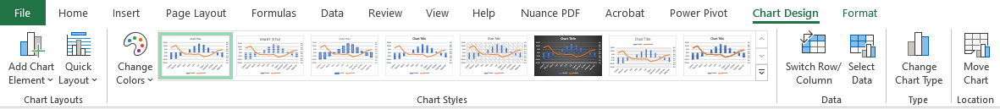 File Home Insert Page Layout Formulas Data Review View Help Nuance PDF Acrobat Power Pivot Chart Design Format
Add Chart Element
Quick Layout
Change Colors
Switch Row/ Column
Select Data
Change Chart Type
Move Chart
Chart Layouts Chart Styles Data Type Location